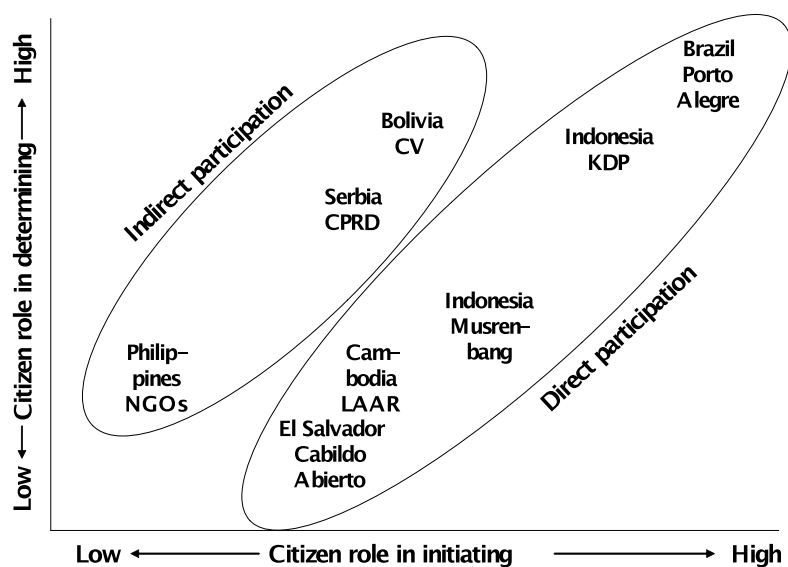 High
Citizen role in determining
Low
Indirect participation
Bolivia
CV
Serbia
CPRD
Philip–
pines
NGOs
Brazil
Porto
Alegre
Indonesia
KDP
Indonesia
Musren–
bang
Cam–
bodia
LAAR
El Salvador
Cabildo
Abierto
Direct participation
Low
Citizen role in initiating
High